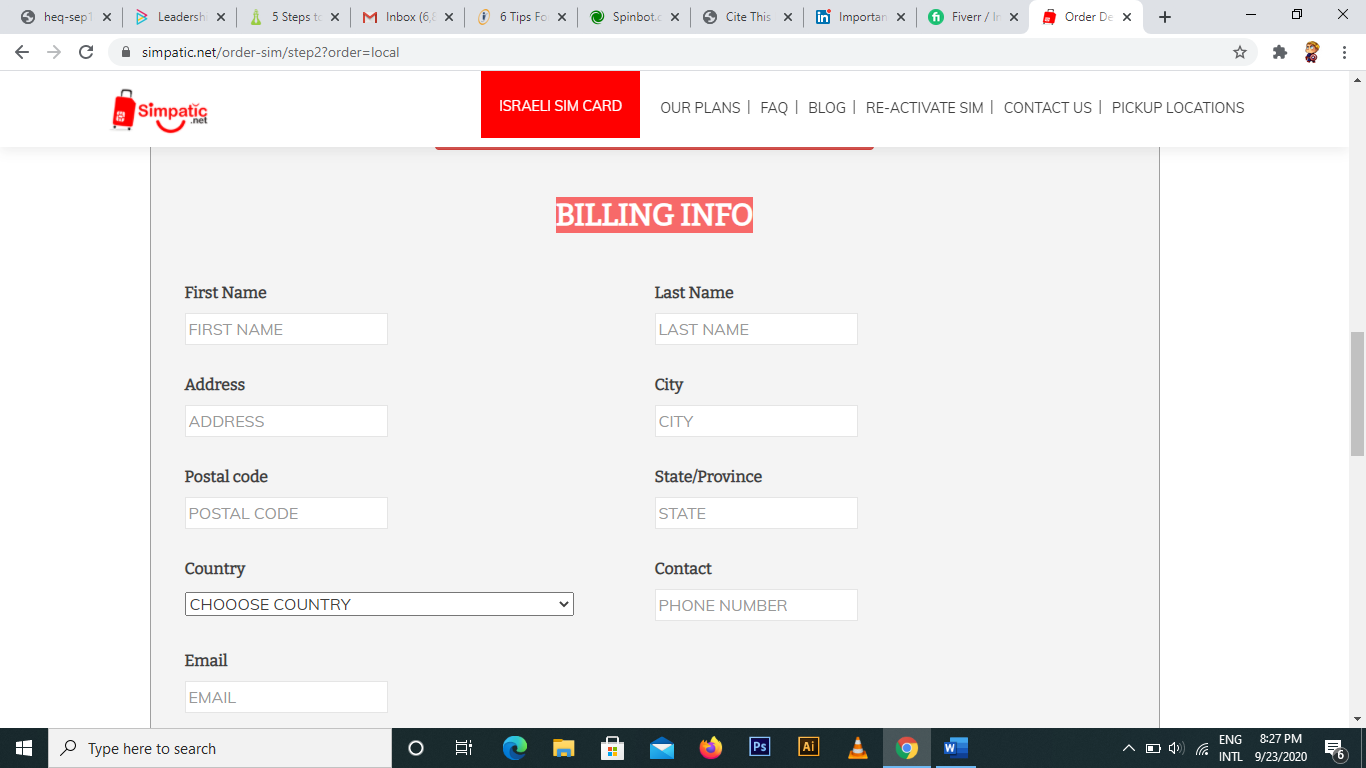 heq-sep1
Leadersh
5 Steps to
Inbox (6,
6 Tips Fo
Spinbot.c
Cite This
Importan
Fiverr / In
Order De
simpatic.net/order-sim/step2?order=local
Simpatic
.net
ISRAELI SIM CARD
OUR PLANS | FAQ | BLOG | RE-ACTIVATE SIM | CONTACT US | PICKUP LOCATIONS
BILLING INFO
First Name
Last Name
FIRST NAME
LAST NAME
Address
City
ADDRESS
CITY
Postal code
State/Province
POSTAL CODE
STATE
Country
Contact
CHOOOSE COUNTRY
PHONE NUMBER
Email
EMAIL
Type here to search
Ps
Ai
W
ENG
INTL
8:27 PM
9/23/2020
6